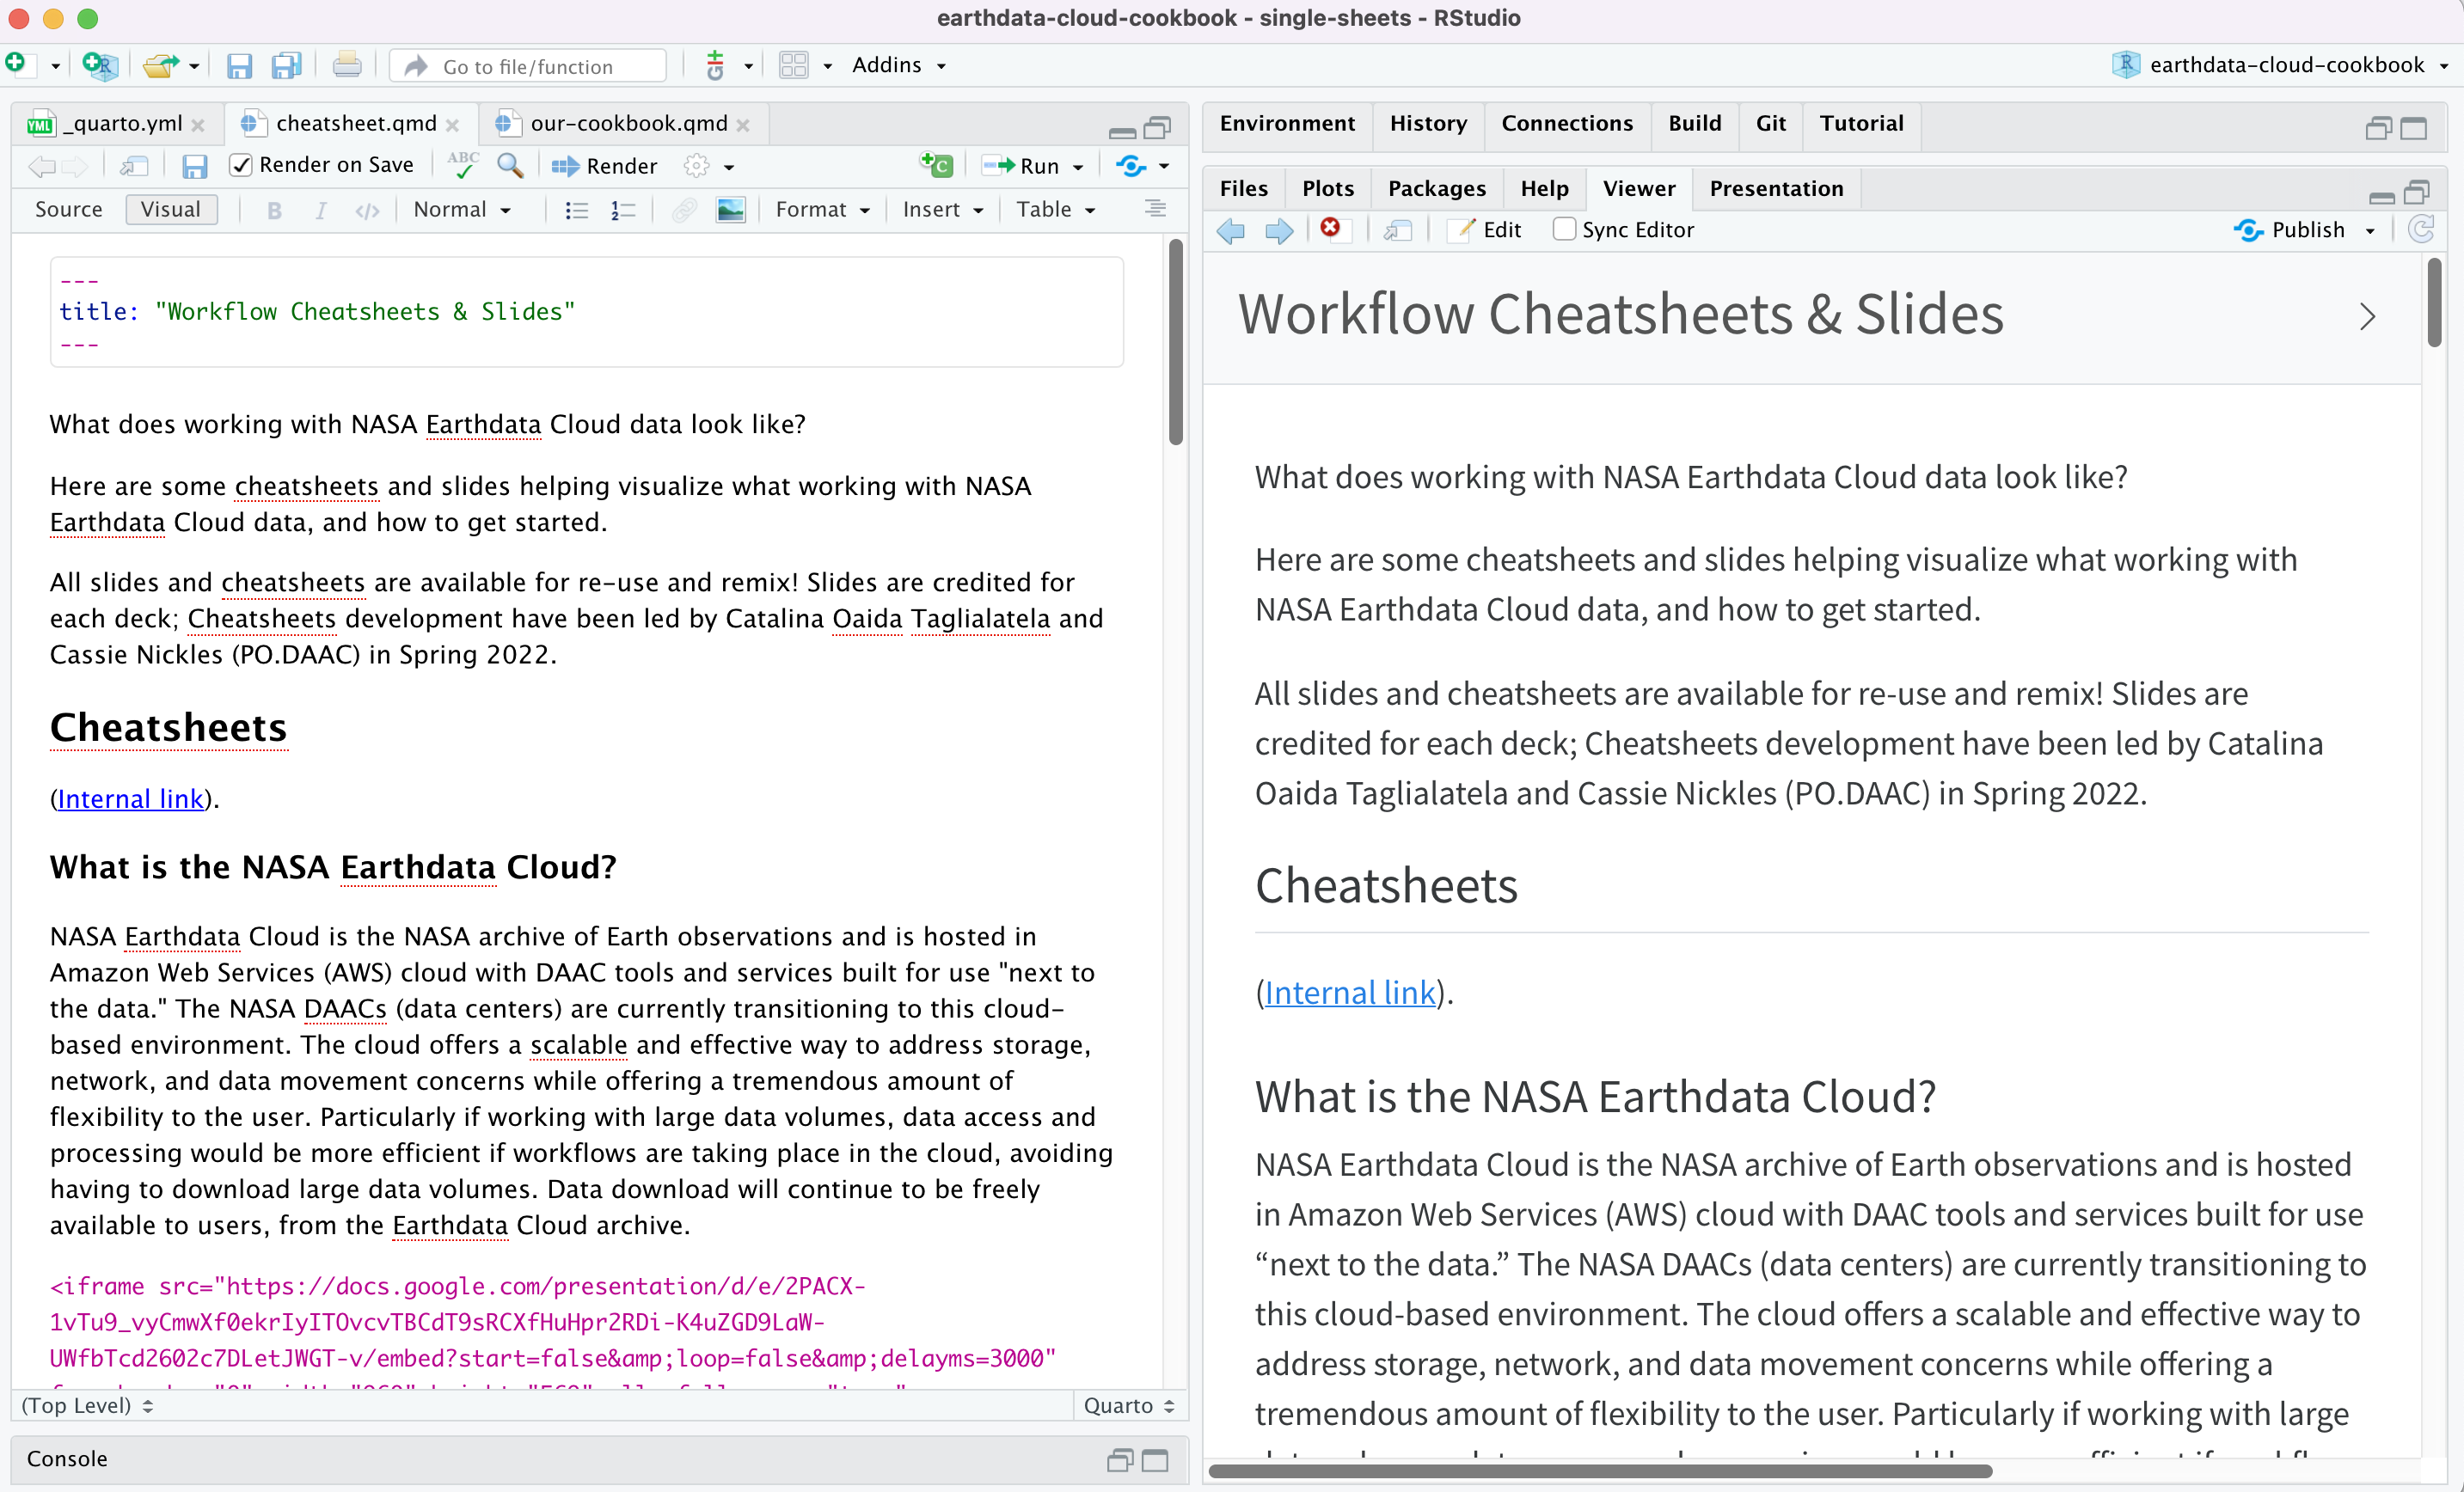 earthdata-cloud-cookbook - single-sheets - RStudio
Go to file/function
Addins
earthdata-cloud-cookbook
_quarto.yml
cheatsheet.qmd
our-cookbook.qmd
Render on Save
ABC
Render
Run
Source
Visual
B
I
</>
Normal
Format
Insert
Table
---
title: "Workflow Cheatsheets & Slides"
---
What does working with NASA Earthdata Cloud data look like?
Here are some cheatsheets and slides helping visualize what working with NASA
Earthdata Cloud data, and how to get started.
All slides and cheatsheets are available for re-use and remix! Slides are credited for
each deck; Cheatsheets development have been led by Catalina Oaida Taglialatela and
Cassie Nickles (PO.DAAC) in Spring 2022.
Cheatsheets
(Internal link).
What is the NASA Earthdata Cloud?
NASA Earthdata Cloud is the NASA archive of Earth observations and is hosted in
Amazon Web Services (AWS) cloud with DAAC tools and services built for use "next to
the data." The NASA DAACs (data centers) are currently transitioning to this cloud-
based environment. The cloud offers a scalable and effective way to address storage,
network, and data movement concerns while offering a tremendous amount of
flexibility to the user. Particularly if working with large data volumes, data access and
processing would be more efficient if workflows are taking place in the cloud, avoiding
having to download large data volumes. Data download will continue to be freely
available to users, from the Earthdata Cloud archive.
<iframe src="https://docs.google.com/presentation/d/e/2PACX-
1vTu9_vyCmwXf0ekrIyITOvcvTBCdT9sRCXfHuHpr2RDi-K4uZGD9LaW-
UWfbTcd2602c7DLetJWGT-v/embed?start=false&amp;loop=false&amp;delayms=3000"
(Top Level)
Quarto
Console
Environment
History
Connections
Build
Git
Tutorial
Files
Plots
Packages
Help
Viewer
Presentation
Edit
Sync Editor
Publish
Workflow Cheatsheets & Slides
What does working with NASA Earthdata Cloud data look like?
Here are some cheatsheets and slides helping visualize what working with
NASA Earthdata Cloud data, and how to get started.
All slides and cheatsheets are available for re-use and remix! Slides are
credited for each deck; Cheatsheets development have been led by Catalina
Oaida Taglialatela and Cassie Nickles (PO.DAAC) in Spring 2022.
Cheatsheets
(Internal link).
What is the NASA Earthdata Cloud?
NASA Earthdata Cloud is the NASA archive of Earth observations and is hosted
in Amazon Web Services (AWS) cloud with DAAC tools and services built for use
“next to the data.” The NASA DAACs (data centers) are currently transitioning to
this cloud-based environment. The cloud offers a scalable and effective way to
address storage, network, and data movement concerns while offering a
tremendous amount of flexibility to the user. Particularly if working with large